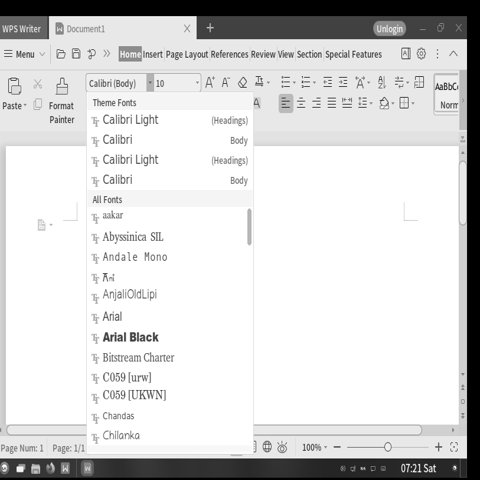 WPS Writer
Document1
Unlogin
Menu
Home Insert Page Layout References Review View Section Special Features
Paste
Format Painter
Calibri (Body)
10
AaBbCc
Norm
Theme Fonts
Calibri Light (Headings)
Calibri Body
Calibri Light (Headings)
Calibri Body
All Fonts
aakar
Abyssinica SIL
Andale Mono
AnjaliOldLipi
Arial
Arial Black
Bitstream Charter
C059 [urw]
C059 [UKWN]
Chandas
Chilanka
Page Num: 1 Page: 1/1
100%
07:21 Sat